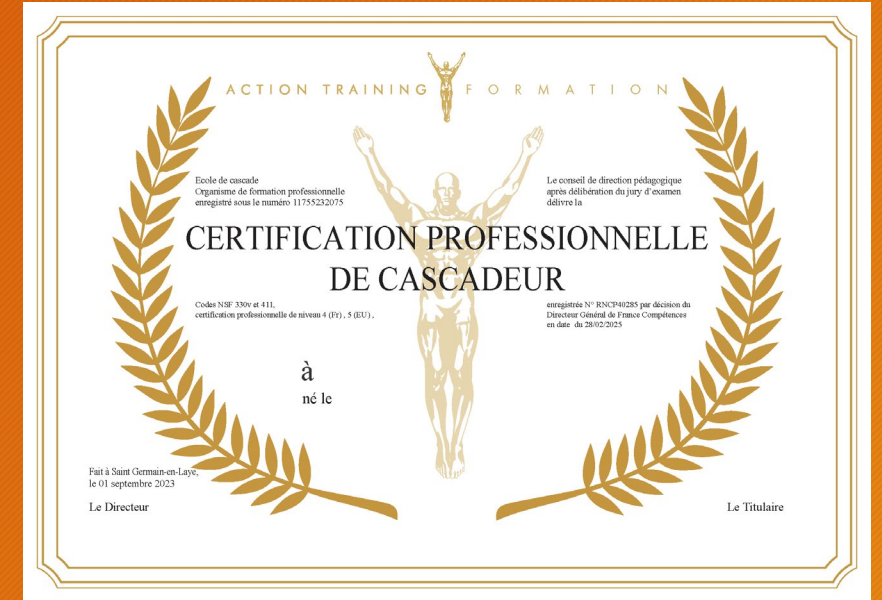 ACTION TRAINING FORMATION
Ecole de cascade
Organisme de formation professionnelle
enregistré sous le numéro 11755232075
Le conseil de direction pédagogique
après délibération du jury d'examen
délivre la
CERTIFICATION PROFESSIONNELLE
DE CASCADEUR
Codes NSF 330v et 411,
certification professionnelle de niveau 4 (Fr) , 5 (EU) ,
enregistrée N° RNCP40285 par décision du
Directeur Général de France Compétences
en date du 28/02/2025
à
né le
Fait à Saint Germain-en-Laye,
le 01 septembre 2023
Le Directeur
Le Titulaire